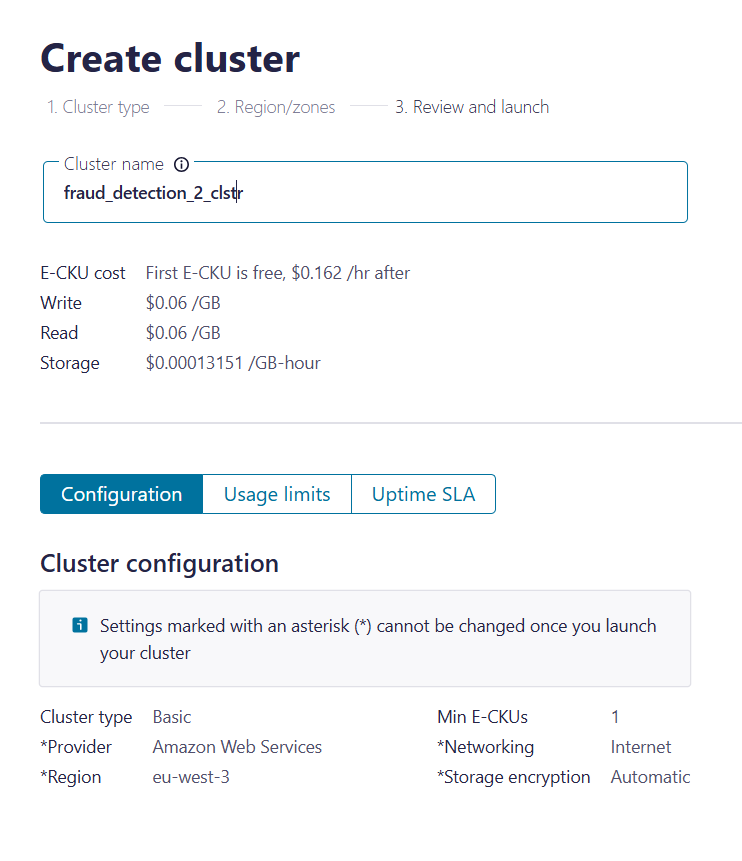 Create cluster
1. Cluster type 2. Region/zones 3. Review and launch
Cluster name
fraud_detection_2_clstr
E-CKU cost First E-CKU is free, $0.162 /hr after
Write $0.06 /GB
Read $0.06 /GB
Storage $0.00013151 /GB-hour
Configuration Usage limits Uptime SLA
Cluster configuration
Settings marked with an asterisk (*) cannot be changed once you launch
your cluster
Cluster type Basic Min E-CKUs 1
*Provider Amazon Web Services *Networking Internet
*Region eu-west-3 *Storage encryption Automatic